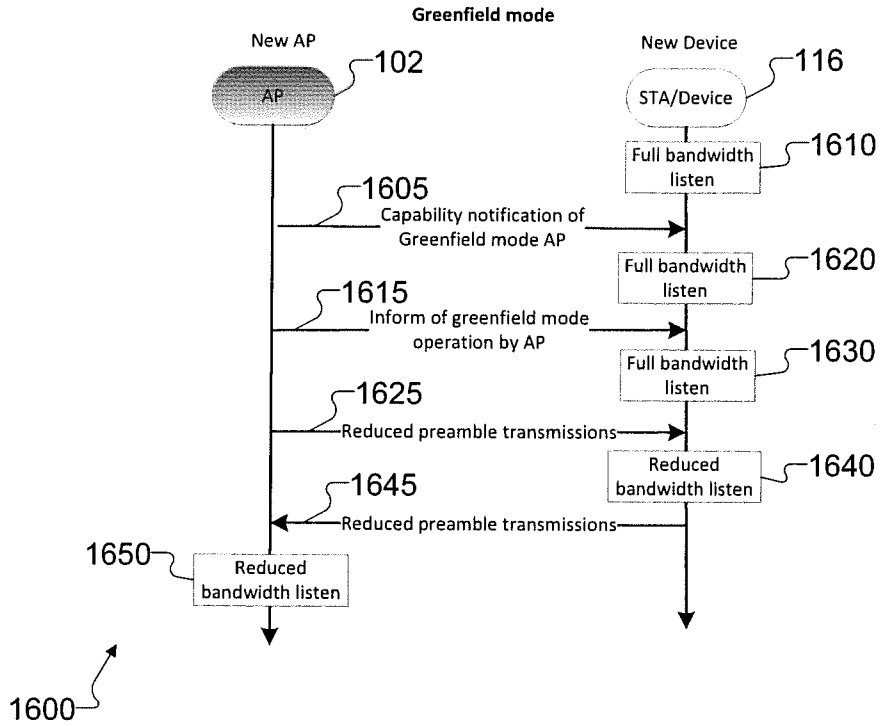 Greenfield mode
New AP
New Device
102
116
AP
STA/Device
1610
Full bandwidth
listen
1605
Capability notification of
Greenfield mode AP
1620
Full bandwidth
listen
1615
Inform of greenfield mode
operation by AP
1630
Full bandwidth
listen
1625
Reduced preamble transmissions
1640
Reduced
bandwidth listen
1645
Reduced preamble transmissions
1650
Reduced
bandwidth listen
1600